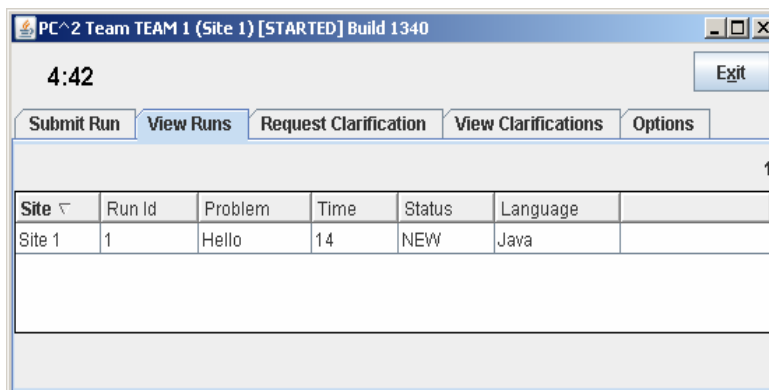 PC^2 Team TEAM 1 (Site 1) [STARTED] Build 1340
4:42 Exit
Submit Run View Runs Request Clarification View Clarifications Options
1
Site Run Id Problem Time Status Language
Site 1 1 Hello 14 NEW Java